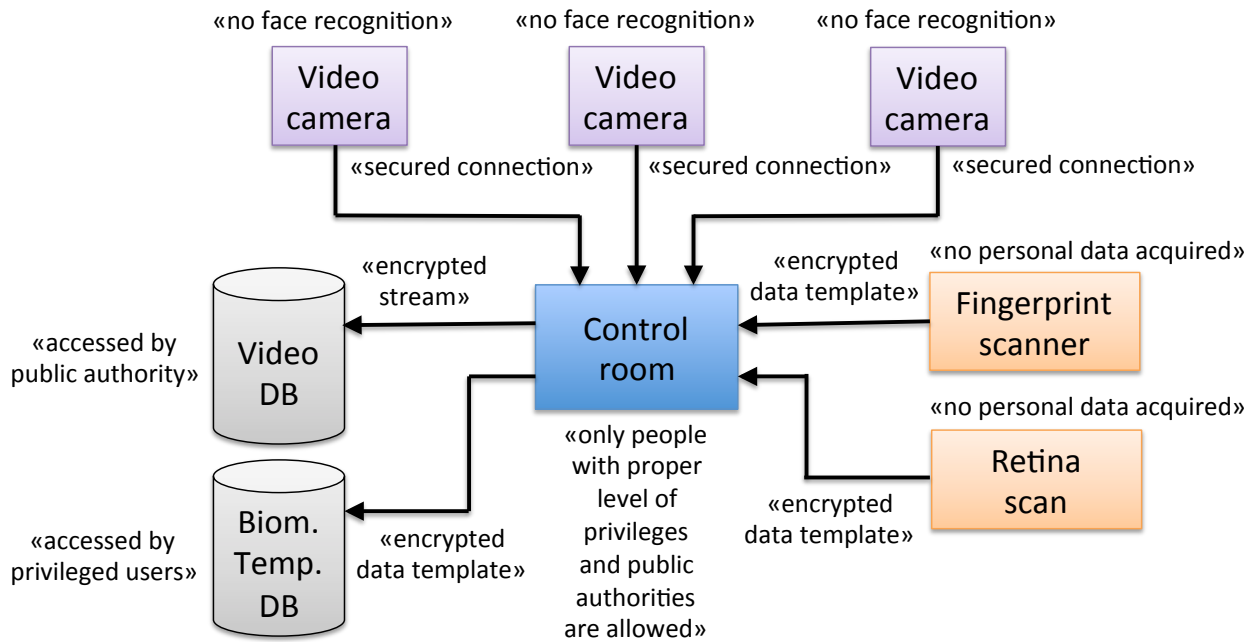 «no face recognition»
«no face recognition»
«no face recognition»
Video
camera
Video
camera
Video
camera
«secured connection»
«secured connection»
«secured connection»
«encrypted
stream»
«encrypted
data template»
«no personal data acquired»
Fingerprint
scanner
Control
room
Video
DB
«accessed by
public authority»
«no personal data acquired»
Retina
scan
«encrypted
data template»
«only people
with proper
level of
privileges
and public
authorities
are allowed»
«encrypted
data template»
Biom.
Temp.
DB
«accessed by
privileged users»